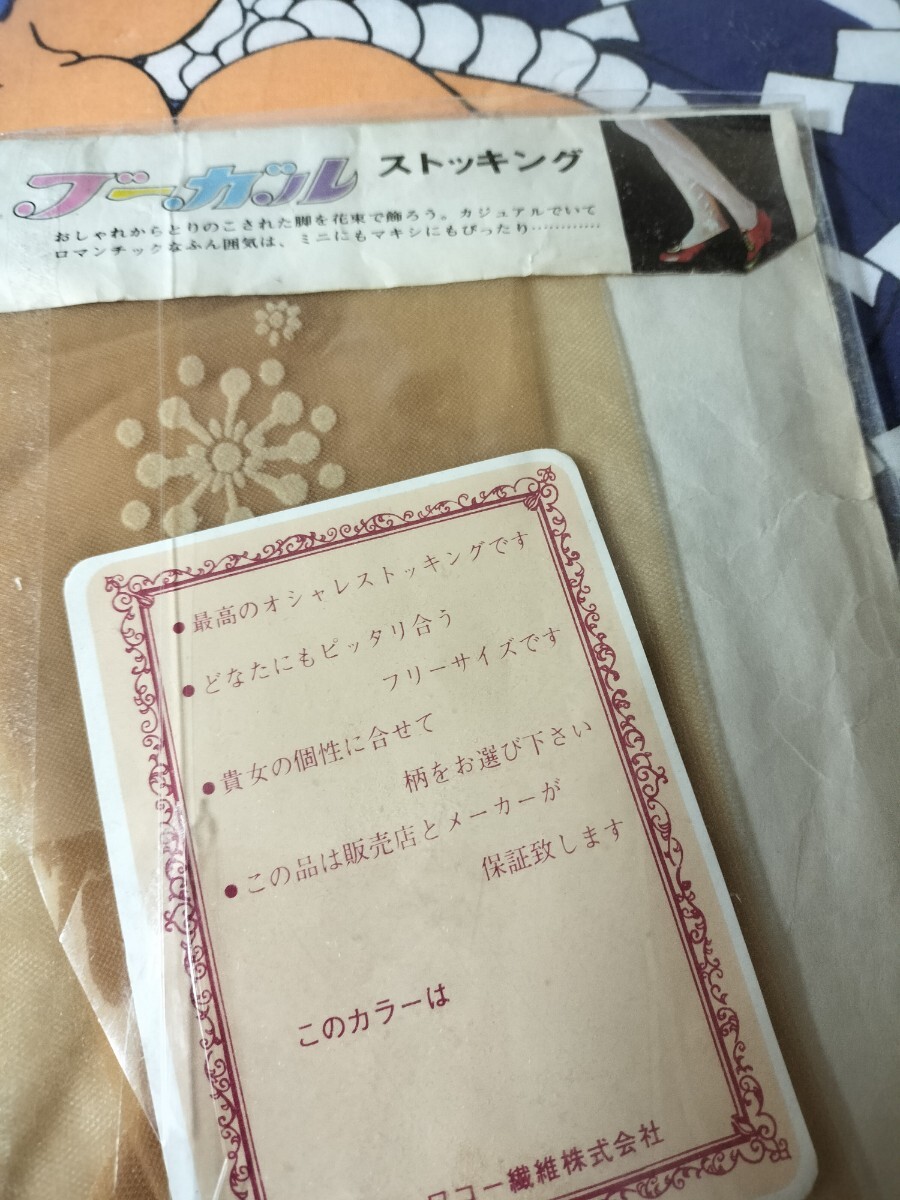 ブーガル ストッキング
おしゃれからとりのこされた脚を花束で飾ろう。カジュアルでいて
ロマンチックなふん囲気は、ミニにもマキシにもぴったり…………
●最高のオシャレストッキングです
●どなたにもピッタリ合う
フリーサイズです
●貴女の個性に合せて
柄をお選び下さい
●この品は販売店とメーカーが
保証致します
このカラーは
コー繊維株式会社